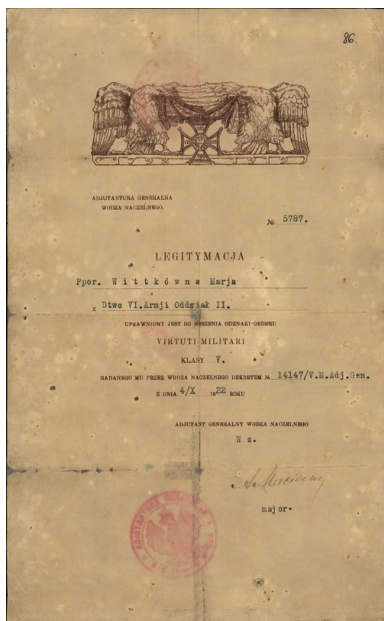 86.
ADJUTANTURA GENERALNA
WODZA NACZELNEGO.
№ 5787.
LEGITYMACJA
Ppor. Wittkówna Marja
z Dtwo VI.Armji Oddział II.
UPRAWNIONY JEST DO NOSZENIA ODZNAKI ORDERU
VIRTUTI MILITARI
KLASY V.
NADANEGO MU PRZEZ WODZA NACZELNEGO DEKRETEM № 14147/V.M.Adj.Gen.
Z DNIA 4/X 1922 ROKU
ADJUTANT GENERALNY WODZA NACZELNEGO
W z.
major.